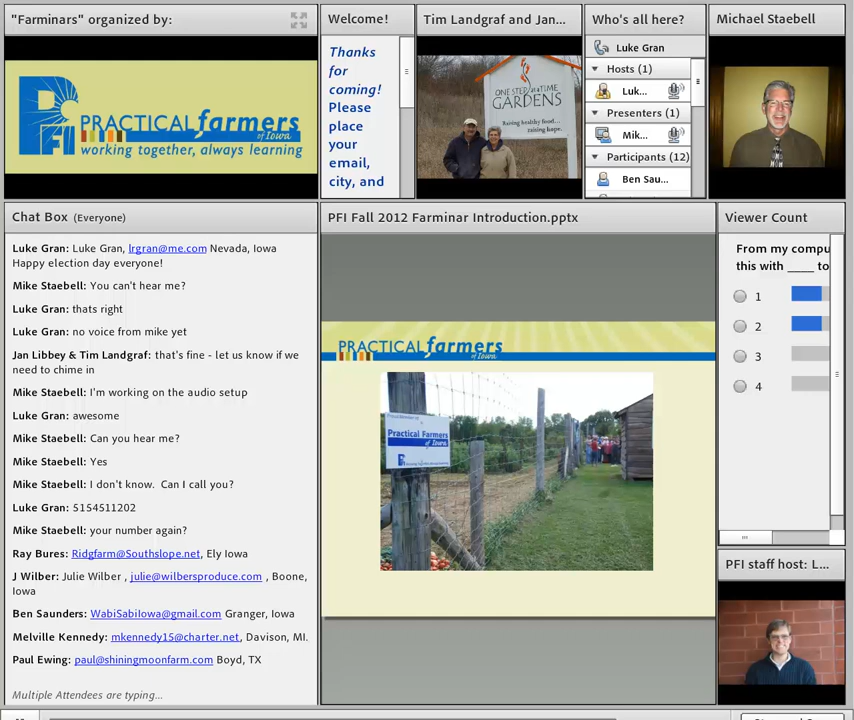 "Farminars" organized by:
PFI
PRACTICAL farmers
of Iowa
working together, always learning
Welcome!
Thanks
for
coming!
Please
place
your
email,
city, and
Tim Landgraf and Jan...
ONE STEP at a TIME
GARDENS
Raising healthy food...
raising hope.
Who's all here?
Luke Gran
Hosts (1)
Luk...
Presenters (1)
Mik...
Participants (12)
Ben Sau...
Michael Staebell
Chat Box (Everyone)
Luke Gran: Luke Gran, lrgran@me.com Nevada, Iowa
Happy election day everyone!
Mike Staebell: You can't hear me?
Luke Gran: thats right
Luke Gran: no voice from mike yet
Jan Libbey & Tim Landgraf: that's fine - let us know if we
need to chime in
Mike Staebell: I'm working on the audio setup
Luke Gran: awesome
Mike Staebell: Can you hear me?
Mike Staebell: Yes
Mike Staebell: I don't know. Can I call you?
Luke Gran: 5154511202
Mike Staebell: your number again?
Ray Bures: Ridgfarm@Southslope.net, Ely Iowa
J Wilber: Julie Wilber , julie@wilbersproduce.com , Boone,
Iowa
Ben Saunders: WabiSabiIowa@gmail.com Granger, Iowa
Melville Kennedy: mkennedy15@charter.net, Davison, MI.
Paul Ewing: paul@shiningmoonfarm.com Boyd, TX
Multiple Attendees are typing...
PFI Fall 2012 Farminar Introduction.pptx
PRACTICAL farmers
of Iowa
Proud Member of
Practical Farmers
of Iowa
Viewer Count
From my compu
this with ____ to
1
2
3
4
PFI staff host: L...